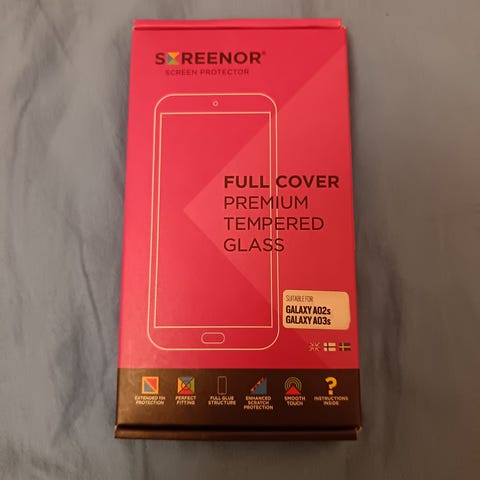 SCREENOR®
SCREEN PROTECTOR
FULL COVER
PREMIUM
TEMPERED
GLASS
SUITABLE FOR
GALAXY A02s
GALAXY A03s
EXTENDED 9H
PROTECTION
PERFECT
FITTING
FULL GLUE
STRUCTURE
ENHANCED
SCRATCH
PROTECTION
SMOOTH
TOUCH
?
INSTRUCTIONS
INSIDE